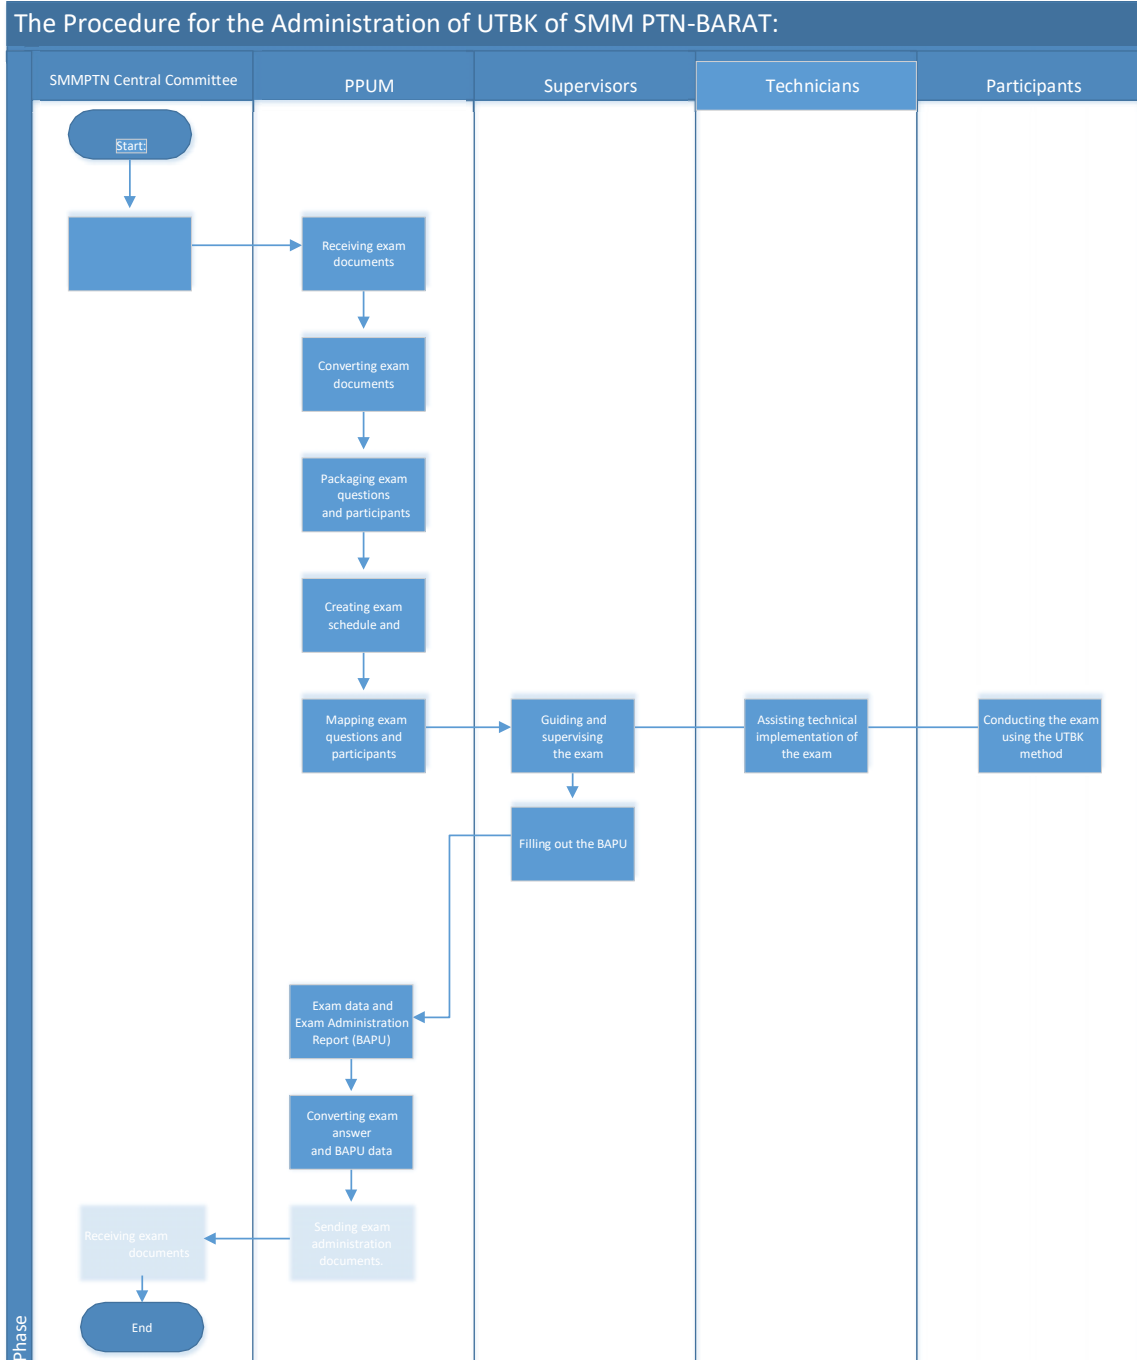 The Procedure for the Administration of UTBK of SMM PTN-BARAT:
SMMPTN Central Committee
PPUM
Supervisors
Technicians
Participants
Start:
Receiving exam
documents
Converting exam
documents
Packaging exam
questions
and participants
Creating exam
schedule and
Mapping exam
questions and
participants
Guiding and
supervising
the exam
Assisting technical
implementation of
the exam
Conducting the exam
using the UTBK
method
Filling out the BAPU
Exam data and
Exam Administration
Report (BAPU)
Converting exam
answer
and BAPU data
Sending exam
administration
documents.
Receiving exam
documents
End
Phase